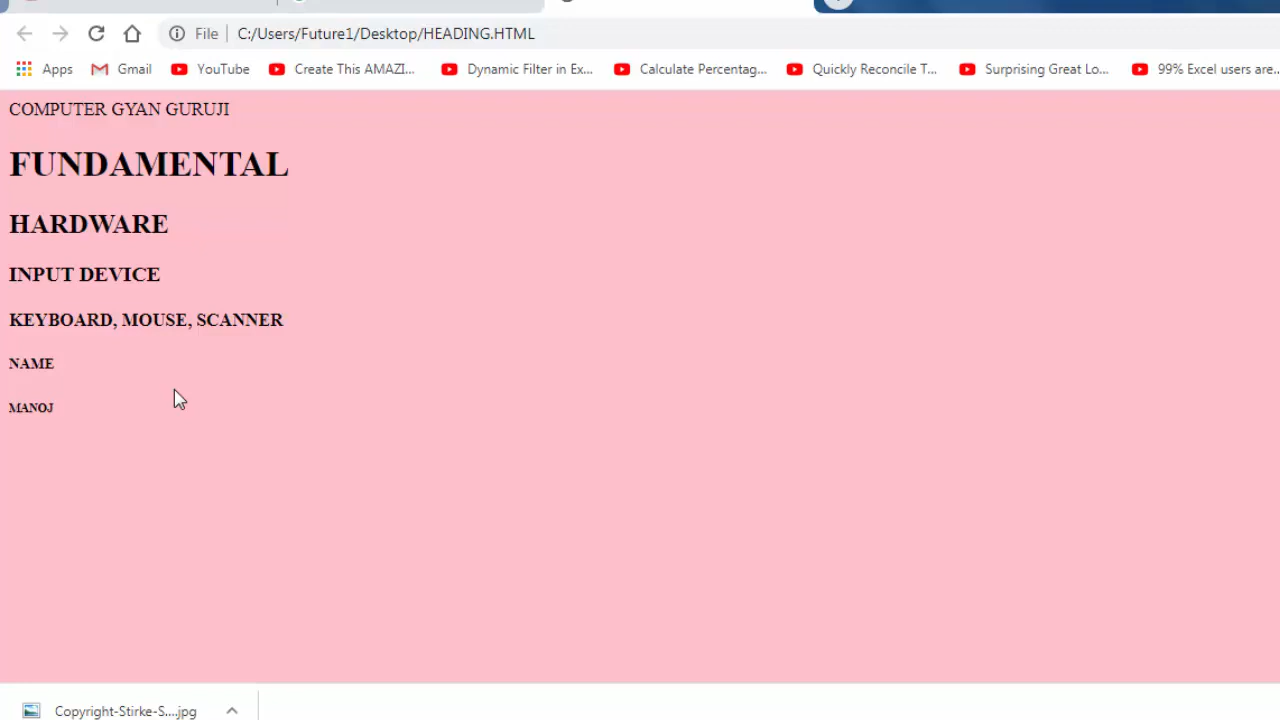 File C:/Users/Future1/Desktop/HEADING.HTML
Apps Gmail YouTube Create This AMAZI... Dynamic Filter in Ex... Calculate Percentag... Quickly Reconcile T... Surprising Great Lo... 99% Excel users are...
COMPUTER GYAN GURUJI
FUNDAMENTAL
HARDWARE
INPUT DEVICE
KEYBOARD, MOUSE, SCANNER
NAME
MANOJ
Copyright-Stirke-S....jpg